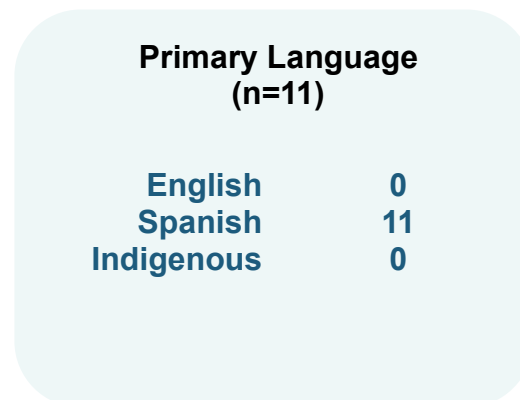 Primary Language
(n=11)
English 0
Spanish 11
Indigenous 0